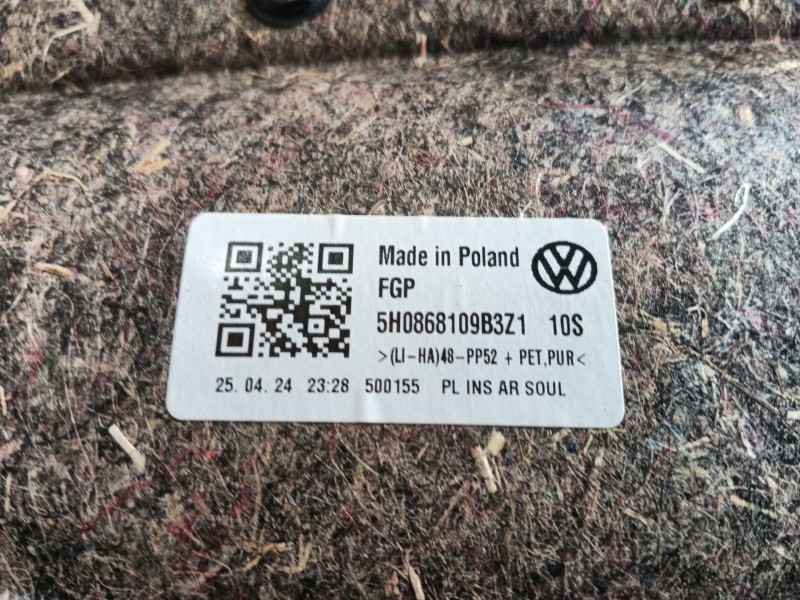 Made in Poland
FGP
5H0868109B3Z1 10S
>(LI-HA)48-PP52 + PET,PUR<
25. 04. 24 23:28 500155 PL INS AR SOUL